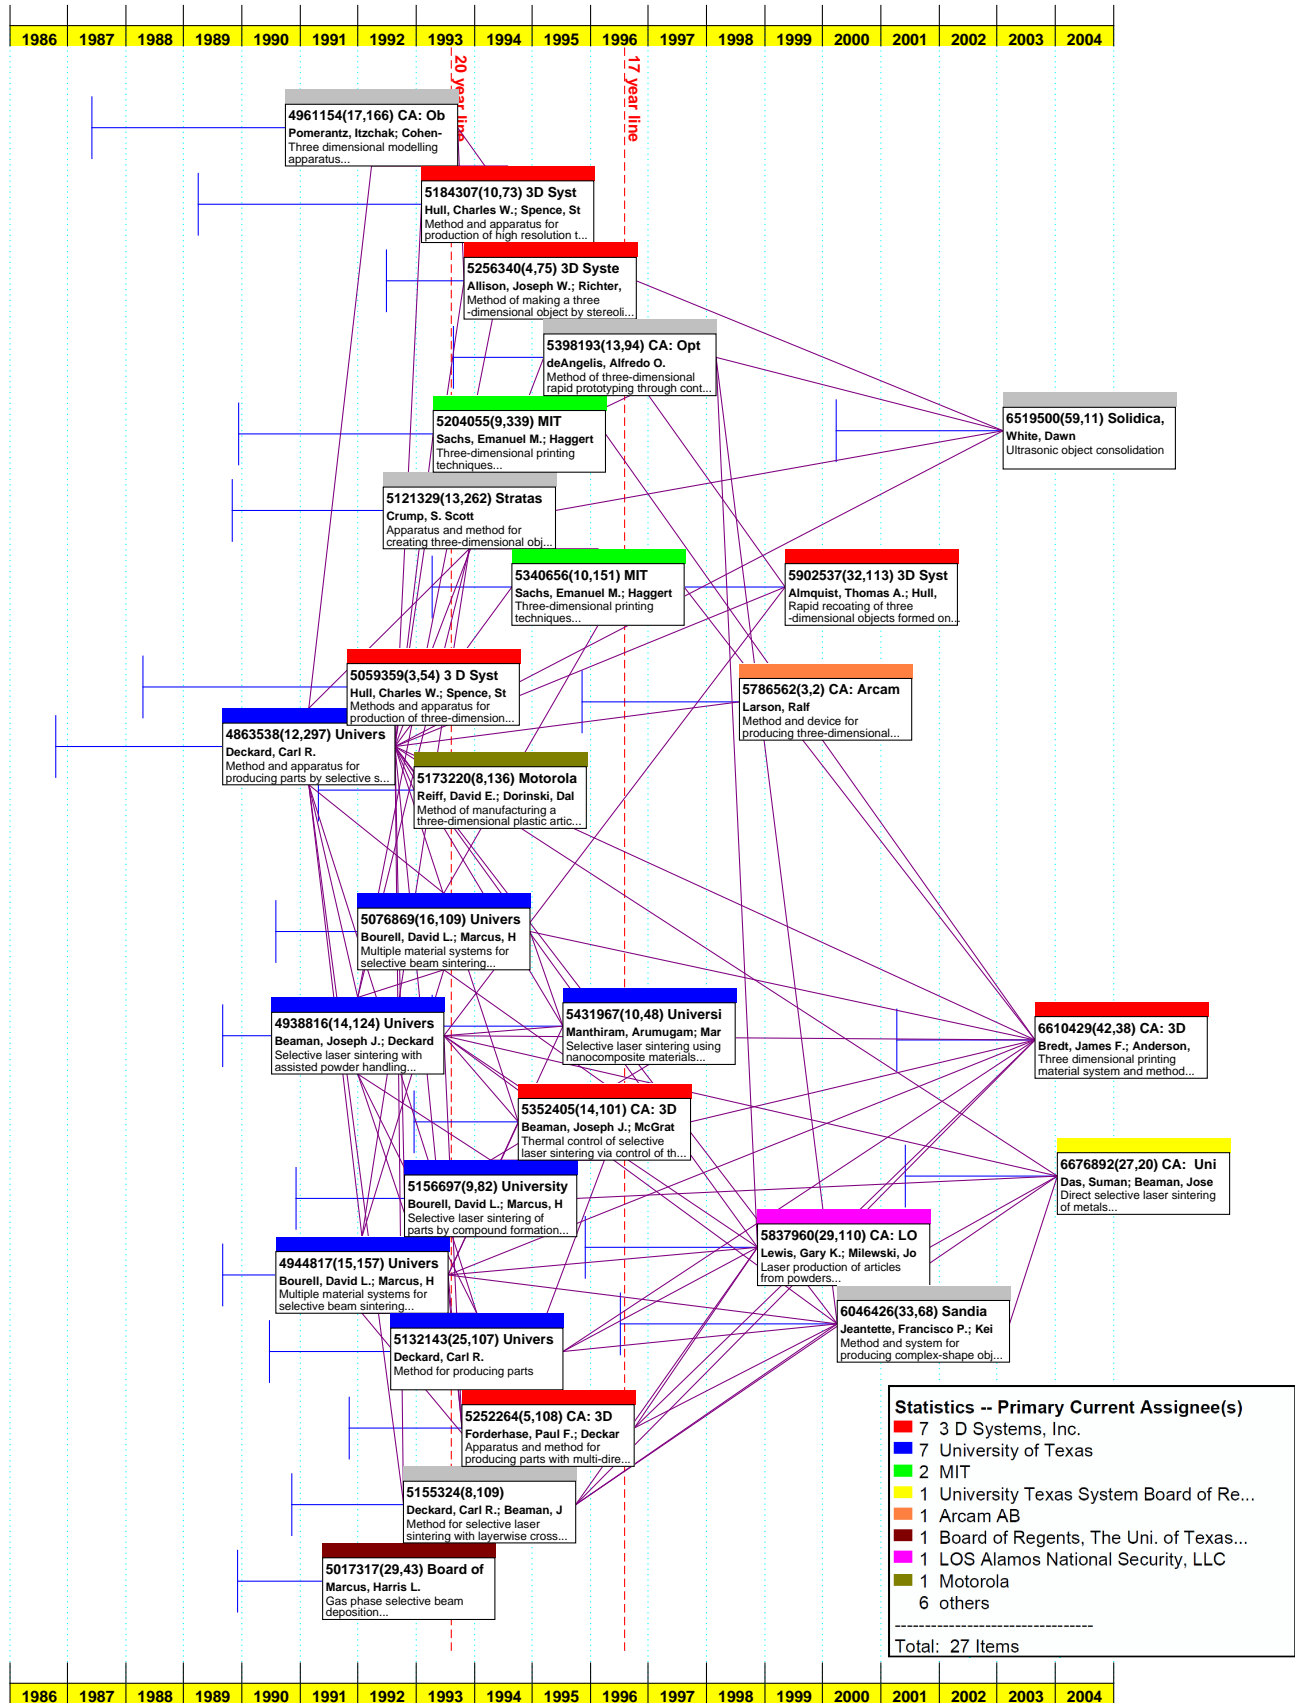 1986 1987 1988 1989 1990 1991 1992 1993 1994 1995 1996 1997 1998 1999 2000 2001 2002 2003 2004
20 year line
17 year line
4961154(17,166) CA: Ob
Pomerantz, Itzchak; Cohen-
Three dimensional modelling
apparatus...
5184307(10,73) 3D Syst
Hull, Charles W.; Spence, St
Method and apparatus for
production of high resolution t...
5256340(4,75) 3D Syste
Allison, Joseph W.; Richter,
Method of making a three
-dimensional object by stereoli...
5398193(13,94) CA: Opt
deAngelis, Alfredo O.
Method of three-dimensional
rapid prototyping through cont...
5204055(9,339) MIT
Sachs, Emanuel M.; Haggert
Three-dimensional printing
techniques...
6519500(59,11) Solidica,
White, Dawn
Ultrasonic object consolidation
5121329(13,262) Stratas
Crump, S. Scott
Apparatus and method for
creating three-dimensional obj...
5340656(10,151) MIT
Sachs, Emanuel M.; Haggert
Three-dimensional printing
techniques...
5902537(32,113) 3D Syst
Almquist, Thomas A.; Hull,
Rapid recoating of three
-dimensional objects formed on...
5059359(3,54) 3 D Syst
Hull, Charles W.; Spence, St
Methods and apparatus for
production of three-dimension...
5786562(3,2) CA: Arcam
Larson, Ralf
Method and device for
producing three-dimensional...
4863538(12,297) Univers
Deckard, Carl R.
Method and apparatus for
producing parts by selective s...
5173220(8,136) Motorola
Reiff, David E.; Dorinski, Dal
Method of manufacturing a
three-dimensional plastic artic...
5076869(16,109) Univers
Bourell, David L.; Marcus, H
Multiple material systems for
selective beam sintering...
4938816(14,124) Univers
Beaman, Joseph J.; Deckard
Selective laser sintering with
assisted powder handling...
5431967(10,48) Universi
Manthiram, Arumugam; Mar
Selective laser sintering using
nanocomposite materials...
6610429(42,38) CA: 3D
Bredt, James F.; Anderson,
Three dimensional printing
material system and method...
5352405(14,101) CA: 3D
Beaman, Joseph J.; McGrat
Thermal control of selective
laser sintering via control of th...
6676892(27,20) CA: Uni
Das, Suman; Beaman, Jose
Direct selective laser sintering
of metals...
5156697(9,82) University
Bourell, David L.; Marcus, H
Selective laser sintering of
parts by compound formation...
5837960(29,110) CA: LO
Lewis, Gary K.; Milewski, Jo
Laser production of articles
from powders...
4944817(15,157) Univers
Bourell, David L.; Marcus, H
Multiple material systems for
selective beam sintering...
6046426(33,68) Sandia
Jeantette, Francisco P.; Kei
Method and system for
producing complex-shape obj...
5132143(25,107) Univers
Deckard, Carl R.
Method for producing parts
5252264(5,108) CA: 3D
Forderhase, Paul F.; Deckar
Apparatus and method for
producing parts with multi-dire...
5155324(8,109)
Deckard, Carl R.; Beaman, J
Method for selective laser
sintering with layerwise cross...
5017317(29,43) Board of
Marcus, Harris L.
Gas phase selective beam
deposition...
Statistics -- Primary Current Assignee(s)
7 3 D Systems, Inc.
7 University of Texas
2 MIT
1 University Texas System Board of Re...
1 Arcam AB
1 Board of Regents, The Uni. of Texas...
1 LOS Alamos National Security, LLC
1 Motorola
6 others
---------------------------------
Total: 27 Items
1986 1987 1988 1989 1990 1991 1992 1993 1994 1995 1996 1997 1998 1999 2000 2001 2002 2003 2004